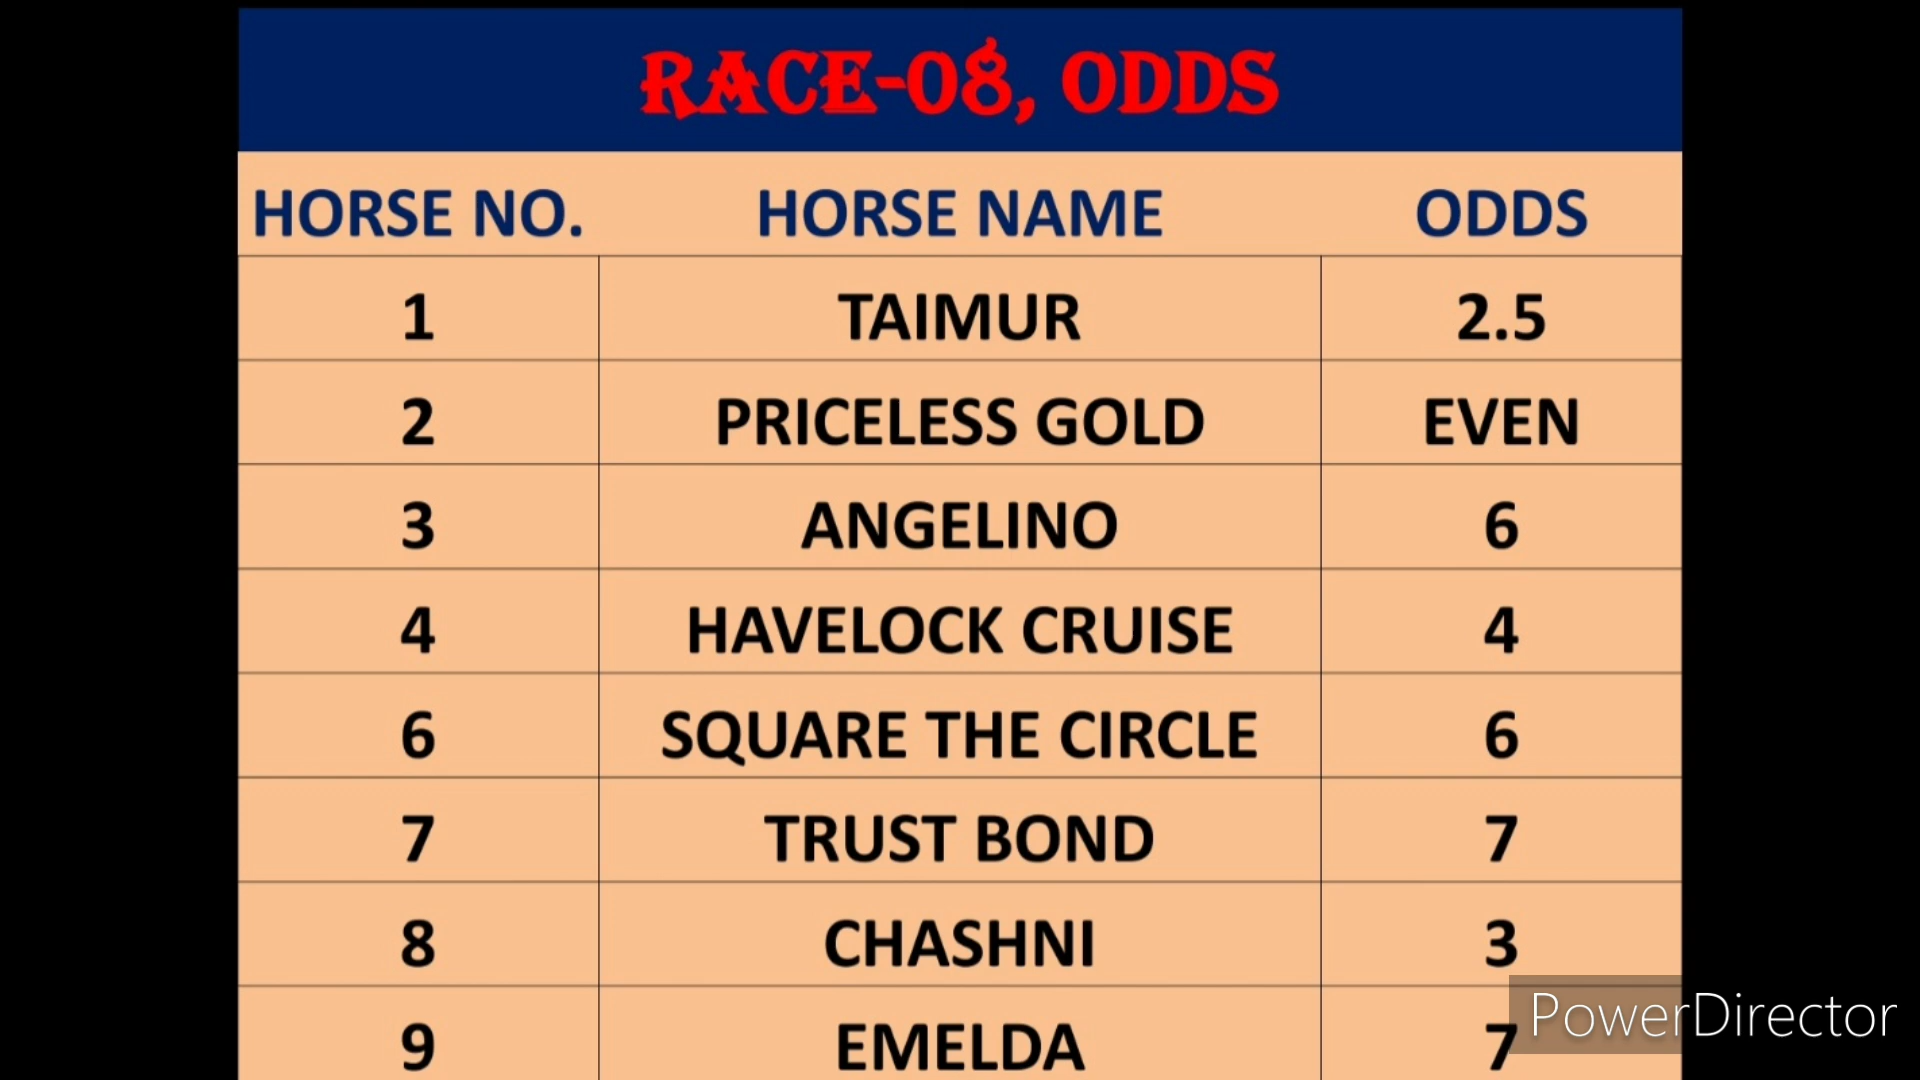 RACE-08, ODDS
HORSE NO. HORSE NAME ODDS
1 TAIMUR 2.5
2 PRICELESS GOLD EVEN
3 ANGELINO 6
4 HAVELOCK CRUISE 4
6 SQUARE THE CIRCLE 6
7 TRUST BOND 7
8 CHASHNI 3
9 EMELDA 7
PowerDirector